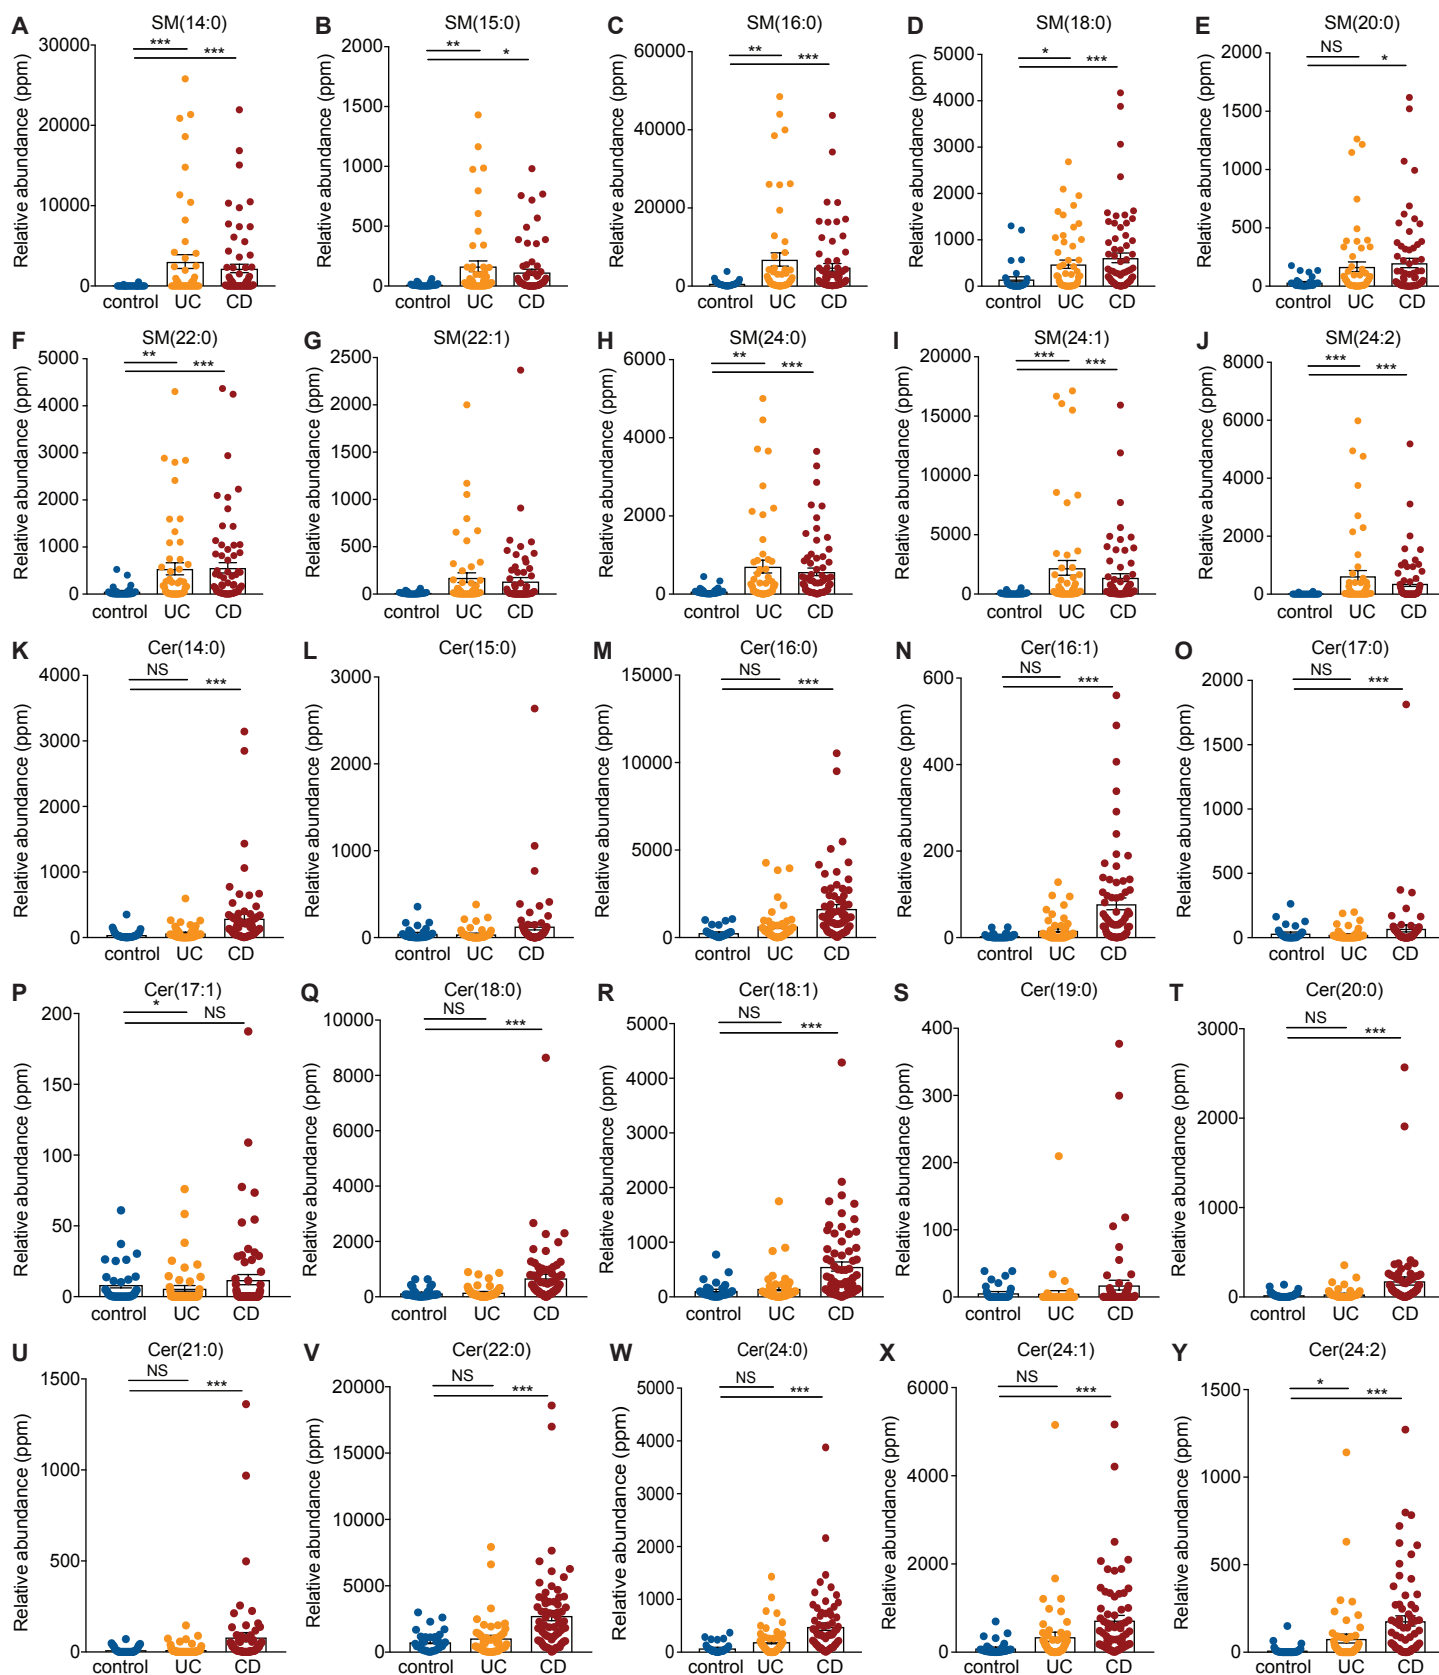 A SM(14:0)
Relative abundance (ppm)
30000
20000
10000
0
***
***
control UC CD
B SM(15:0)
Relative abundance (ppm)
2000
1500
1000
500
0
**
*
control UC CD
C SM(16:0)
Relative abundance (ppm)
60000
40000
20000
0
**
***
control UC CD
D SM(18:0)
Relative abundance (ppm)
5000
4000
3000
2000
1000
0
*
***
control UC CD
E SM(20:0)
Relative abundance (ppm)
2000
1500
1000
500
0
NS
*
control UC CD
F SM(22:0)
Relative abundance (ppm)
5000
4000
3000
2000
1000
0
**
***
control UC CD
G SM(22:1)
Relative abundance (ppm)
2500
2000
1500
1000
500
0
control UC CD
H SM(24:0)
Relative abundance (ppm)
6000
4000
2000
0
**
***
control UC CD
I SM(24:1)
Relative abundance (ppm)
20000
15000
10000
5000
0
***
***
control UC CD
J SM(24:2)
Relative abundance (ppm)
8000
6000
4000
2000
0
***
***
control UC CD
K Cer(14:0)
Relative abundance (ppm)
4000
3000
2000
1000
0
NS
***
control UC CD
L Cer(15:0)
Relative abundance (ppm)
3000
2000
1000
0
control UC CD
M Cer(16:0)
Relative abundance (ppm)
15000
10000
5000
0
NS
***
control UC CD
N Cer(16:1)
Relative abundance (ppm)
600
400
200
0
NS
***
control UC CD
O Cer(17:0)
Relative abundance (ppm)
2000
1500
1000
500
0
NS
***
control UC CD
P Cer(17:1)
Relative abundance (ppm)
200
150
100
50
0
*
NS
control UC CD
Q Cer(18:0)
Relative abundance (ppm)
10000
8000
6000
4000
2000
0
NS
***
control UC CD
R Cer(18:1)
Relative abundance (ppm)
5000
4000
3000
2000
1000
0
NS
***
control UC CD
S Cer(19:0)
Relative abundance (ppm)
400
300
200
100
0
control UC CD
T Cer(20:0)
Relative abundance (ppm)
3000
2000
1000
0
NS
***
control UC CD
U Cer(21:0)
Relative abundance (ppm)
1500
1000
500
0
NS
***
control UC CD
V Cer(22:0)
Relative abundance (ppm)
20000
15000
10000
5000
0
NS
***
control UC CD
W Cer(24:0)
Relative abundance (ppm)
5000
4000
3000
2000
1000
0
NS
***
control UC CD
X Cer(24:1)
Relative abundance (ppm)
6000
4000
2000
0
NS
***
control UC CD
Y Cer(24:2)
Relative abundance (ppm)
1500
1000
500
0
*
***
control UC CD